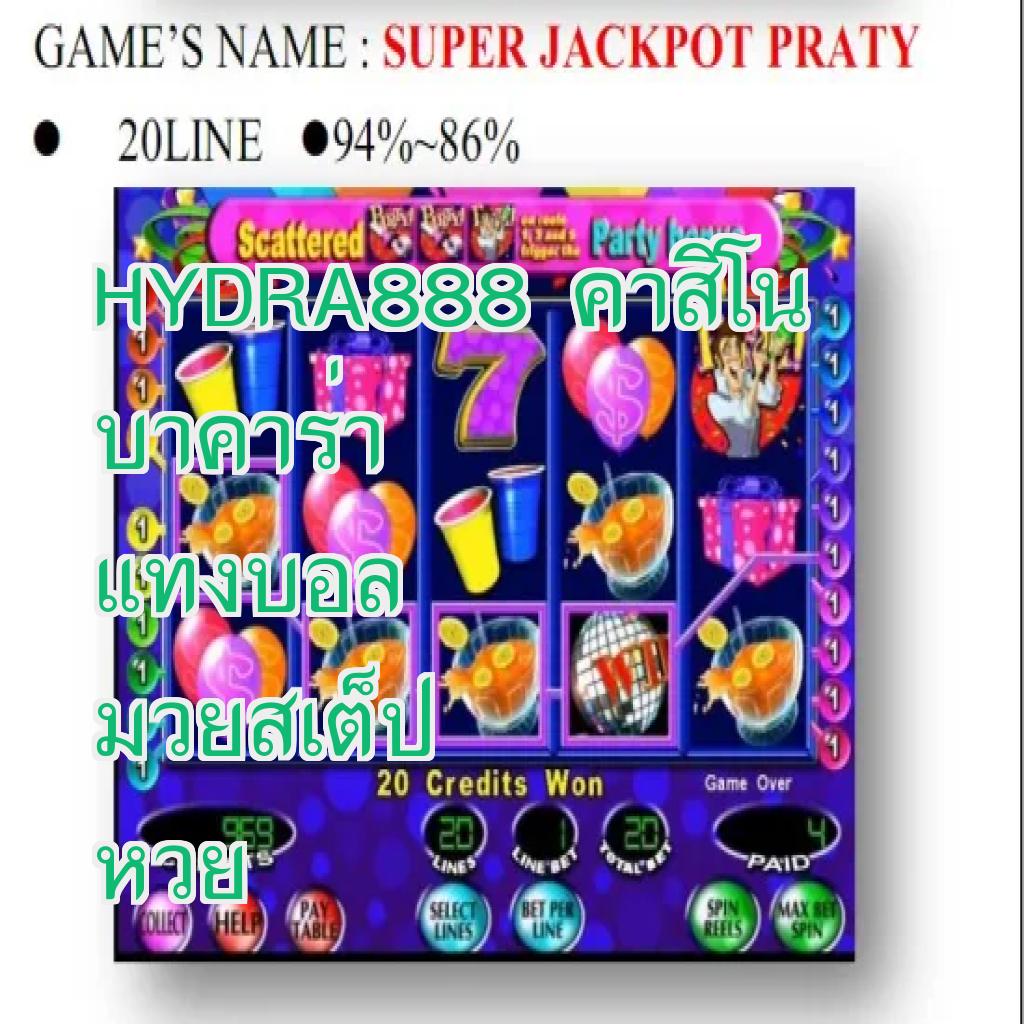 GAME'S NAME : SUPER JACKPOT PRATY
● 20LINE ●94%~86%
Scattered
Party bonus
HYDRA888 คาสิโน
บาคาร่า
แทงบอล
มวยสเต็ป
หวย
20 Credits Won
Game Over
969
20
1
20
4
LINES
LINE BET
TOTAL BET
PAID
COLLECT
HELP
PAY TABLE
SELECT LINES
BET PER LINE
SPIN REELS
MAX BET SPIN